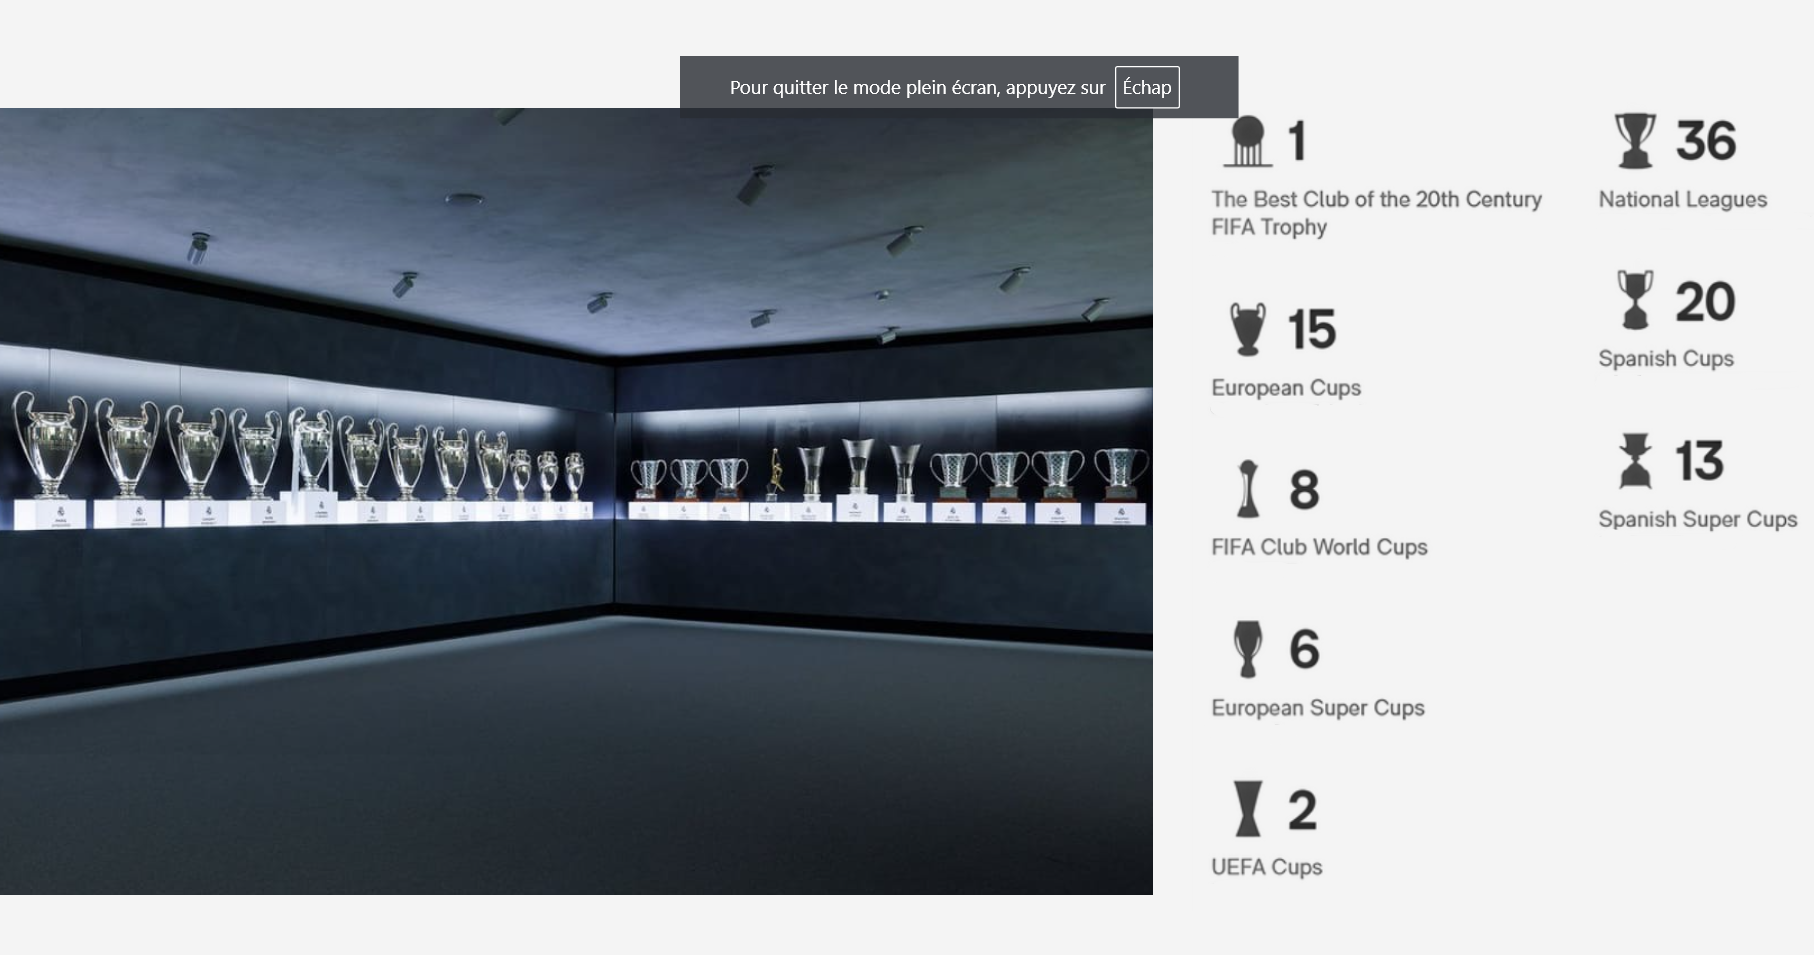 Pour quitter le mode plein écran, appuyez sur Échap
1
The Best Club of the 20th Century
FIFA Trophy
15
European Cups
8
FIFA Club World Cups
6
European Super Cups
2
UEFA Cups
36
National Leagues
20
Spanish Cups
13
Spanish Super Cups